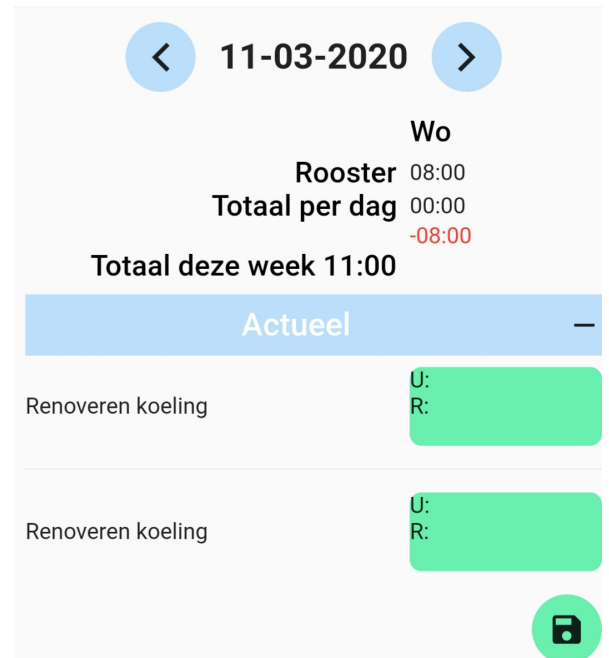 11-03-2020
Wo
Rooster 08:00
Totaal per dag 00:00
-08:00
Totaal deze week 11:00
Actueel
U:
Renoveren koeling R:
U:
Renoveren koeling R: